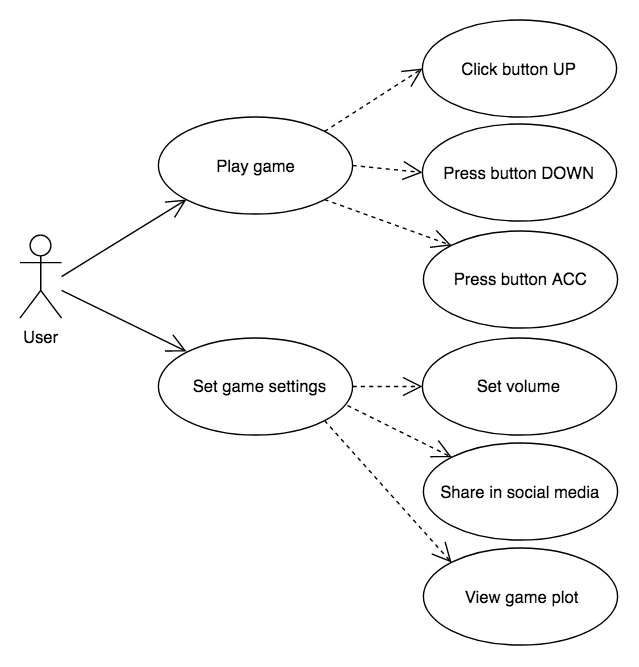 Click button UP
Play game
Press button DOWN
Press button ACC
User
Set game settings
Set volume
Share in social media
View game plot